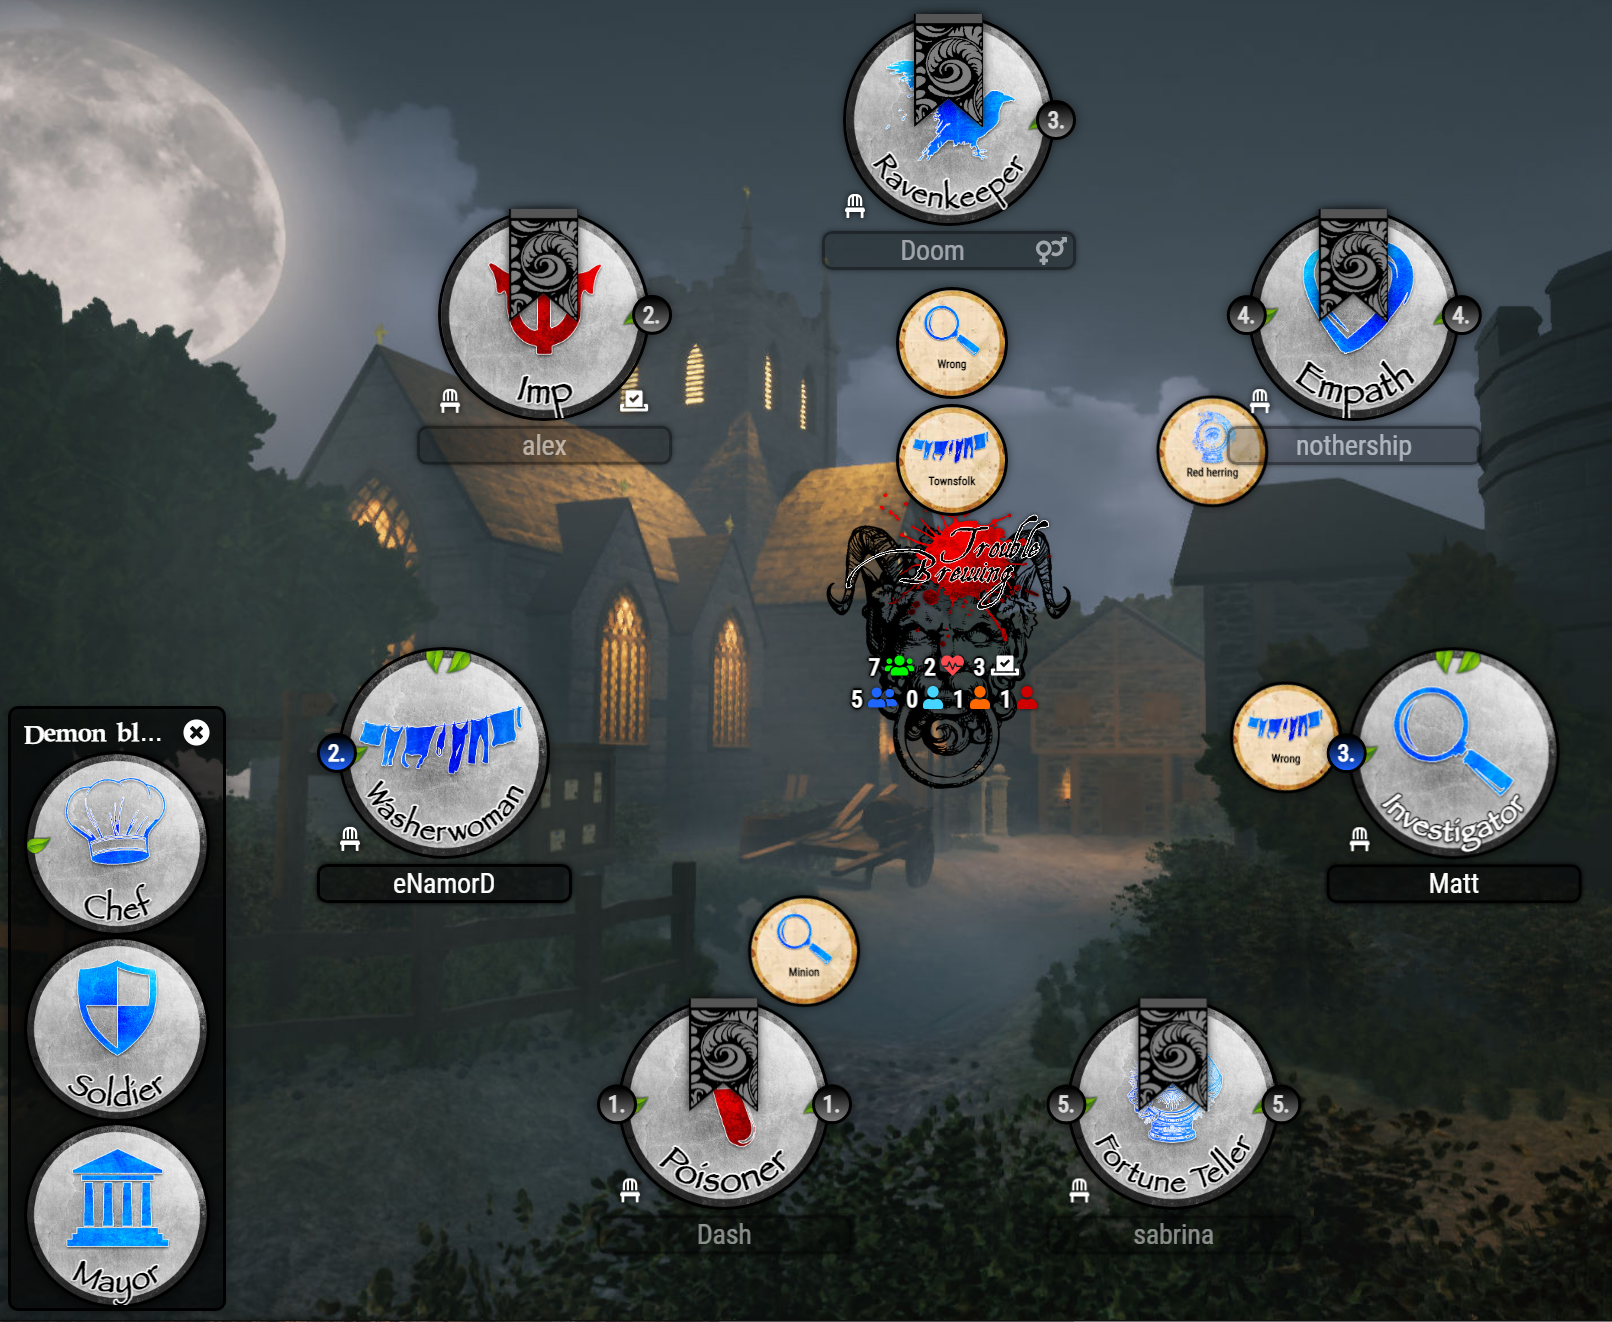 3.
Ravenkeeper
Doom
2.
Imp
alex
4.
4.
Empath
nothership
Wrong
Townsfolk
Red herring
Trouble
Brewing
7 2 3
5 0 1 1
Demon bl...
Chef
Soldier
Mayor
2.
Washerwoman
eNamorD
Wrong
3.
Investigator
Matt
Minion
1.
1.
Poisoner
Dash
5.
5.
Fortune Teller
sabrina